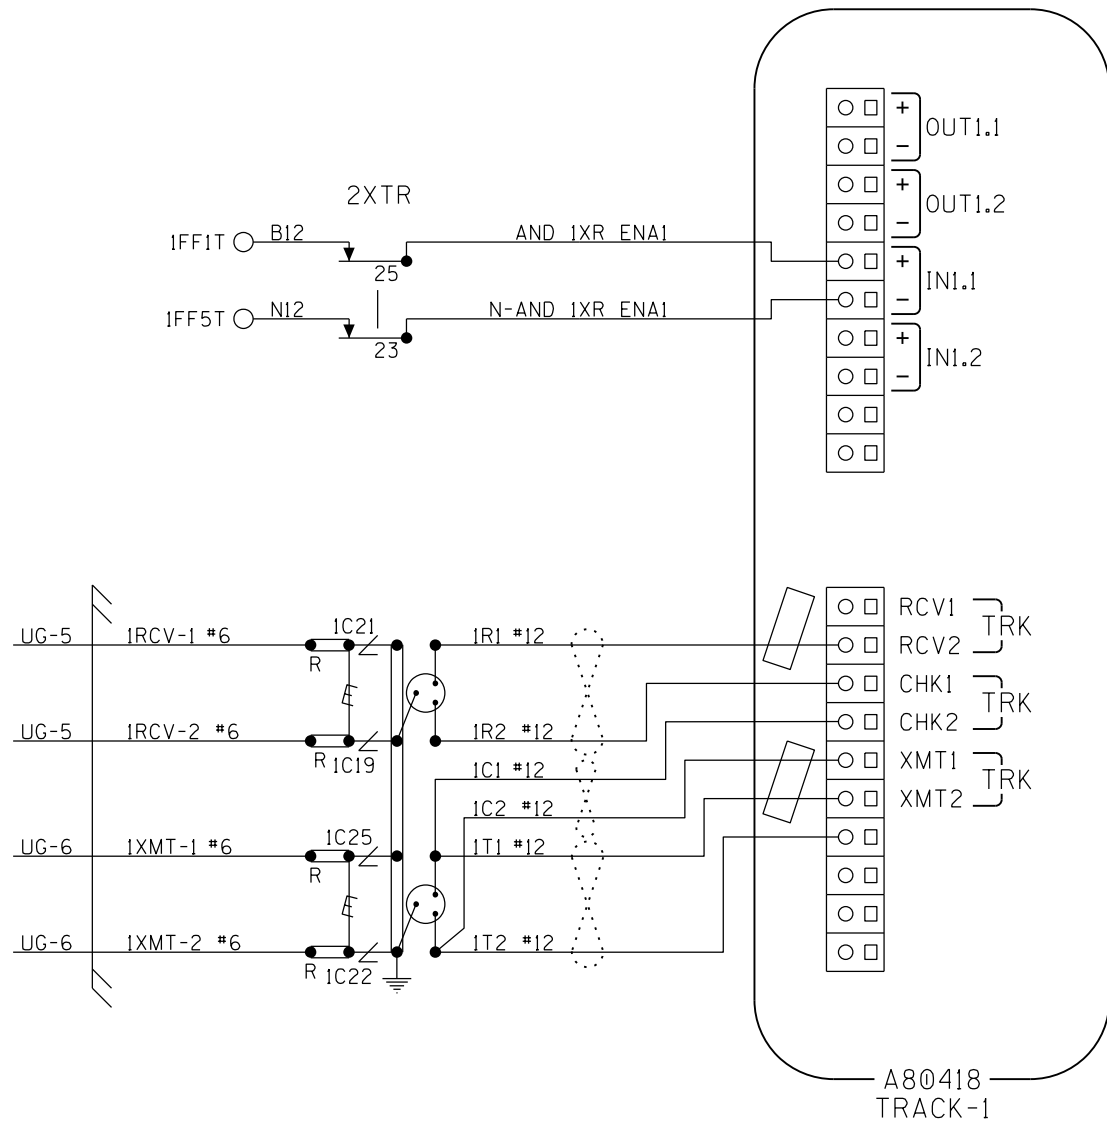 OUT1.1
+
-
OUT1.2
+
-
2XTR
1FF1T B12 AND 1XR ENA1
25
IN1.1
+
-
1FF5T N12 N-AND 1XR ENA1
23
IN1.2
+
-
UG-5 1RCV-1 #6 1C21 1R1 #12
R
E
RCV1 TRK
RCV2
CHK1 TRK
CHK2
UG-5 1RCV-2 #6 1R2 #12
R 1C19
1C1 #12
XMT1 TRK
XMT2
1C2 #12
UG-6 1XMT-1 #6 1C25 1T1 #12
R
E
UG-6 1XMT-2 #6 1T2 #12
R 1C22
A80418
TRACK-1